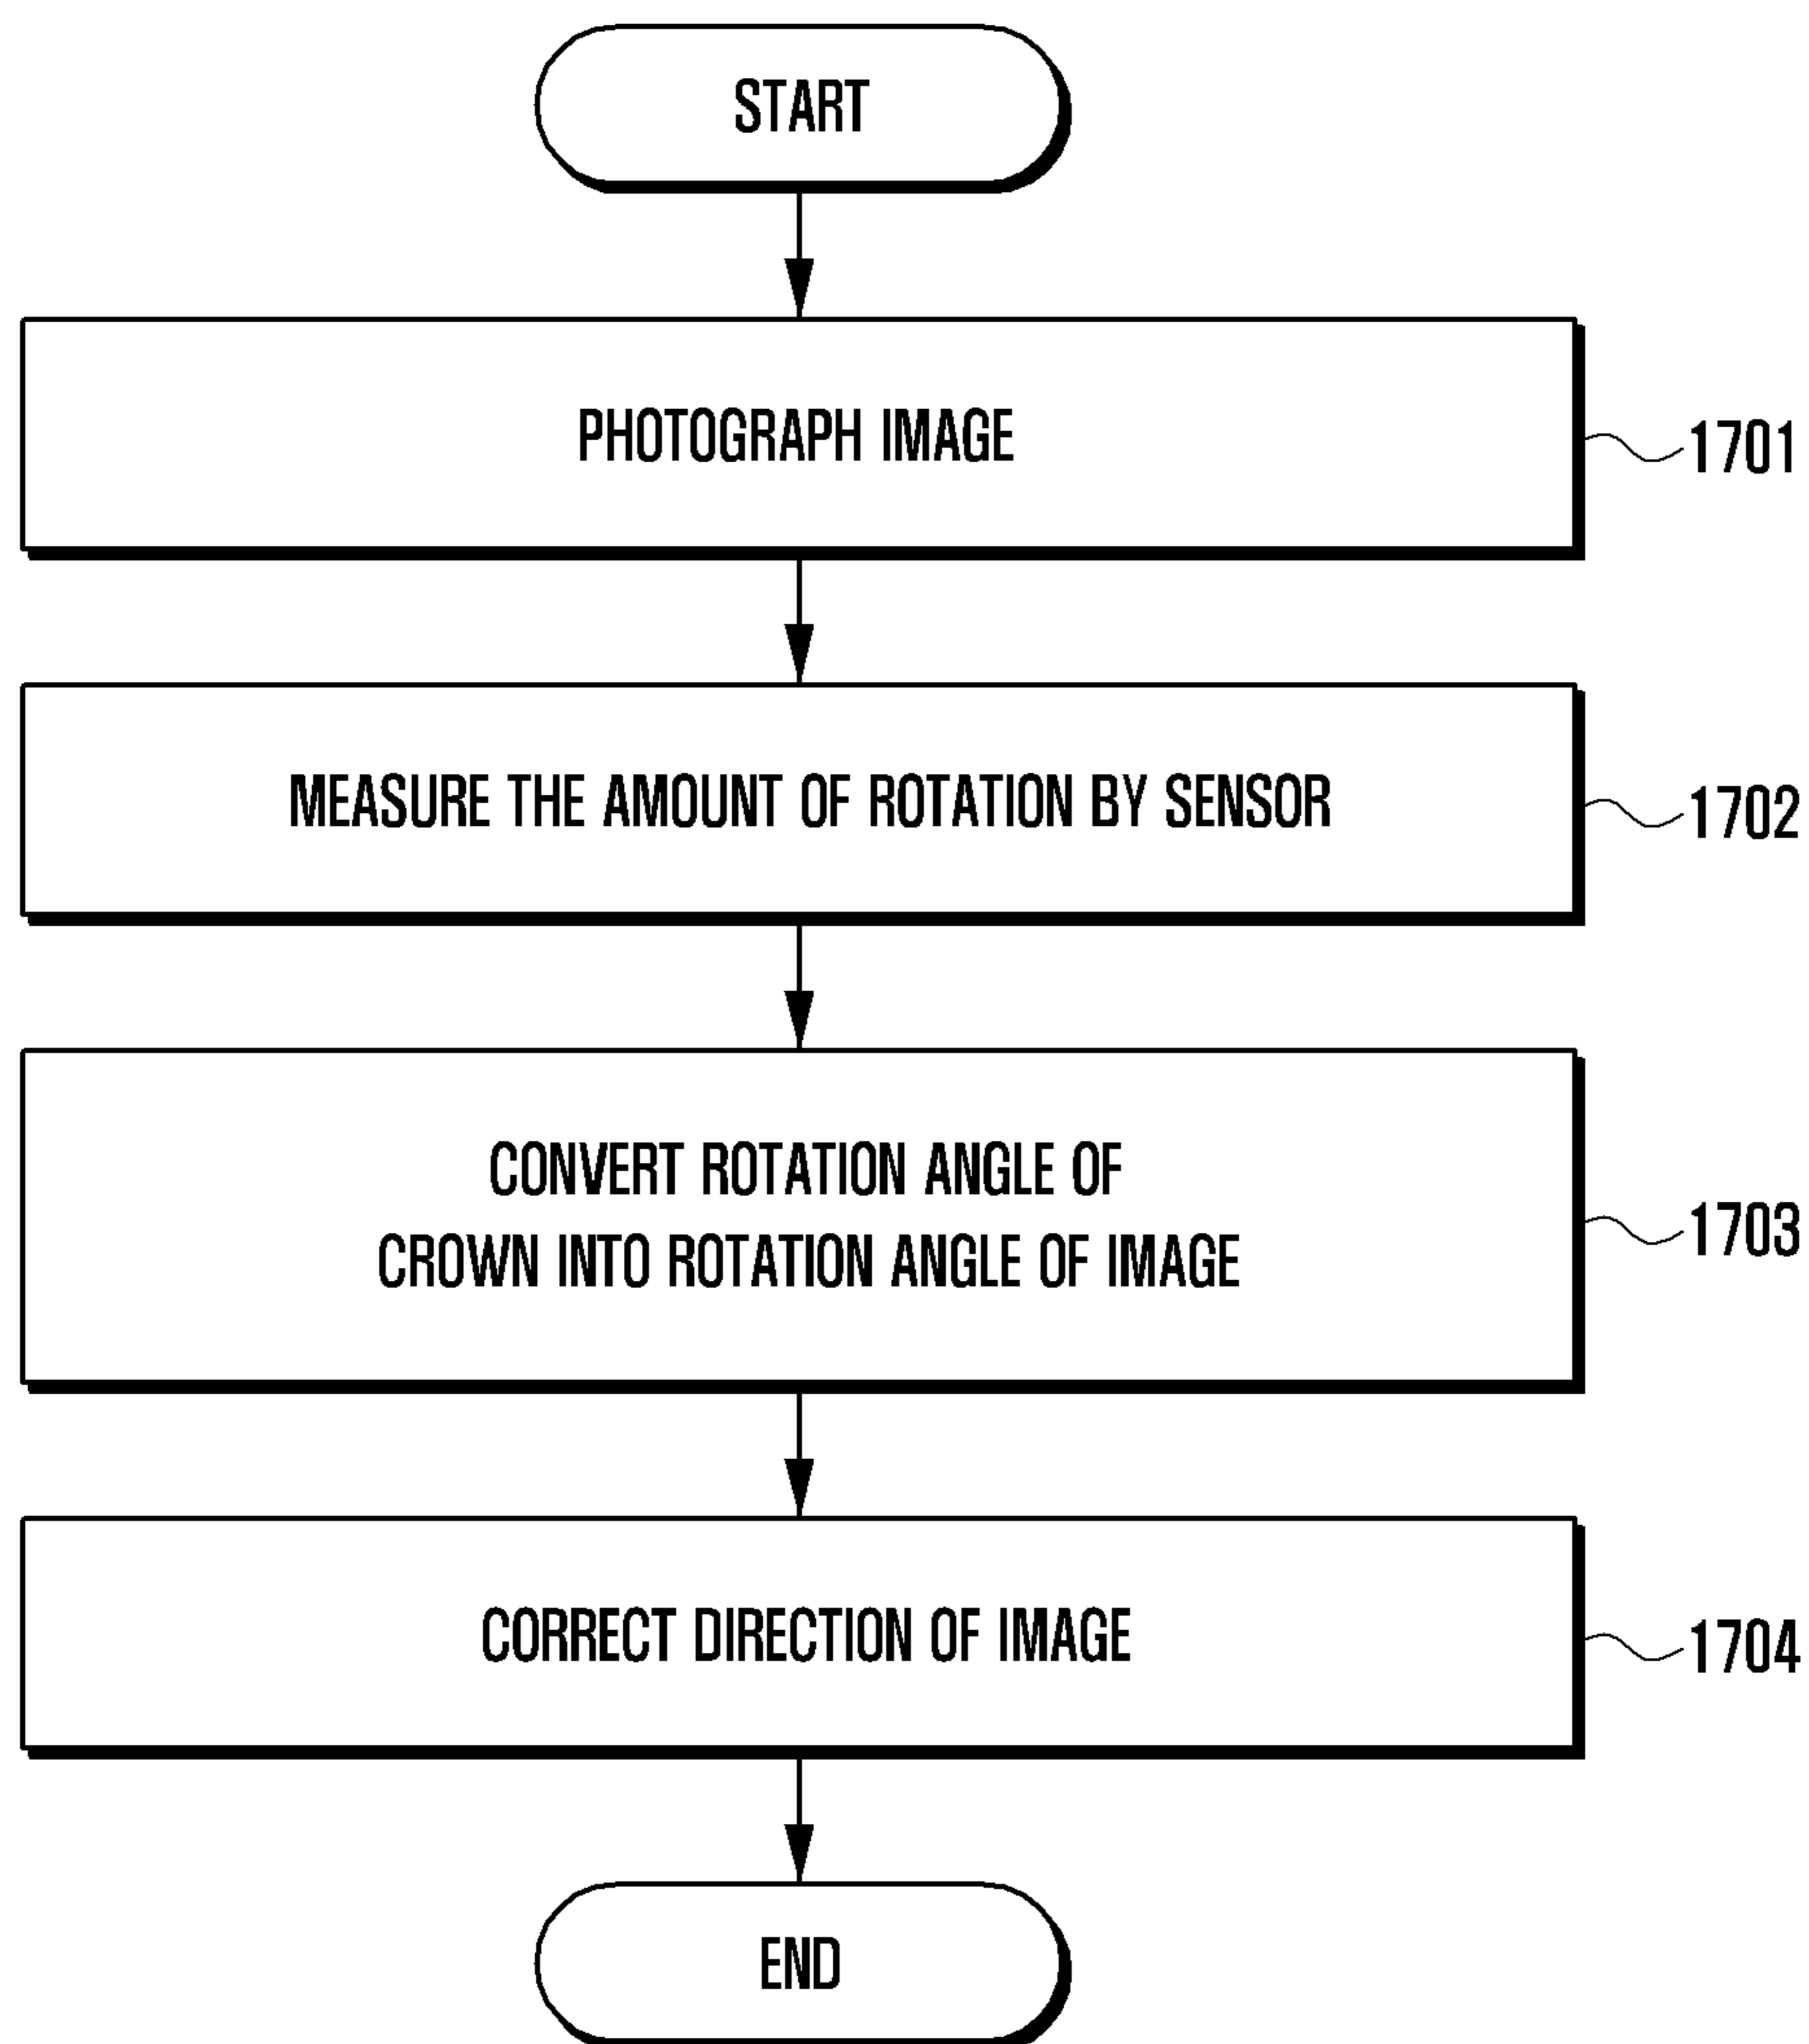 START
PHOTOGRAPH IMAGE
1701
MEASURE THE AMOUNT OF ROTATION BY SENSOR
1702
CONVERT ROTATION ANGLE OF
CROWN INTO ROTATION ANGLE OF IMAGE
1703
CORRECT DIRECTION OF IMAGE
1704
END